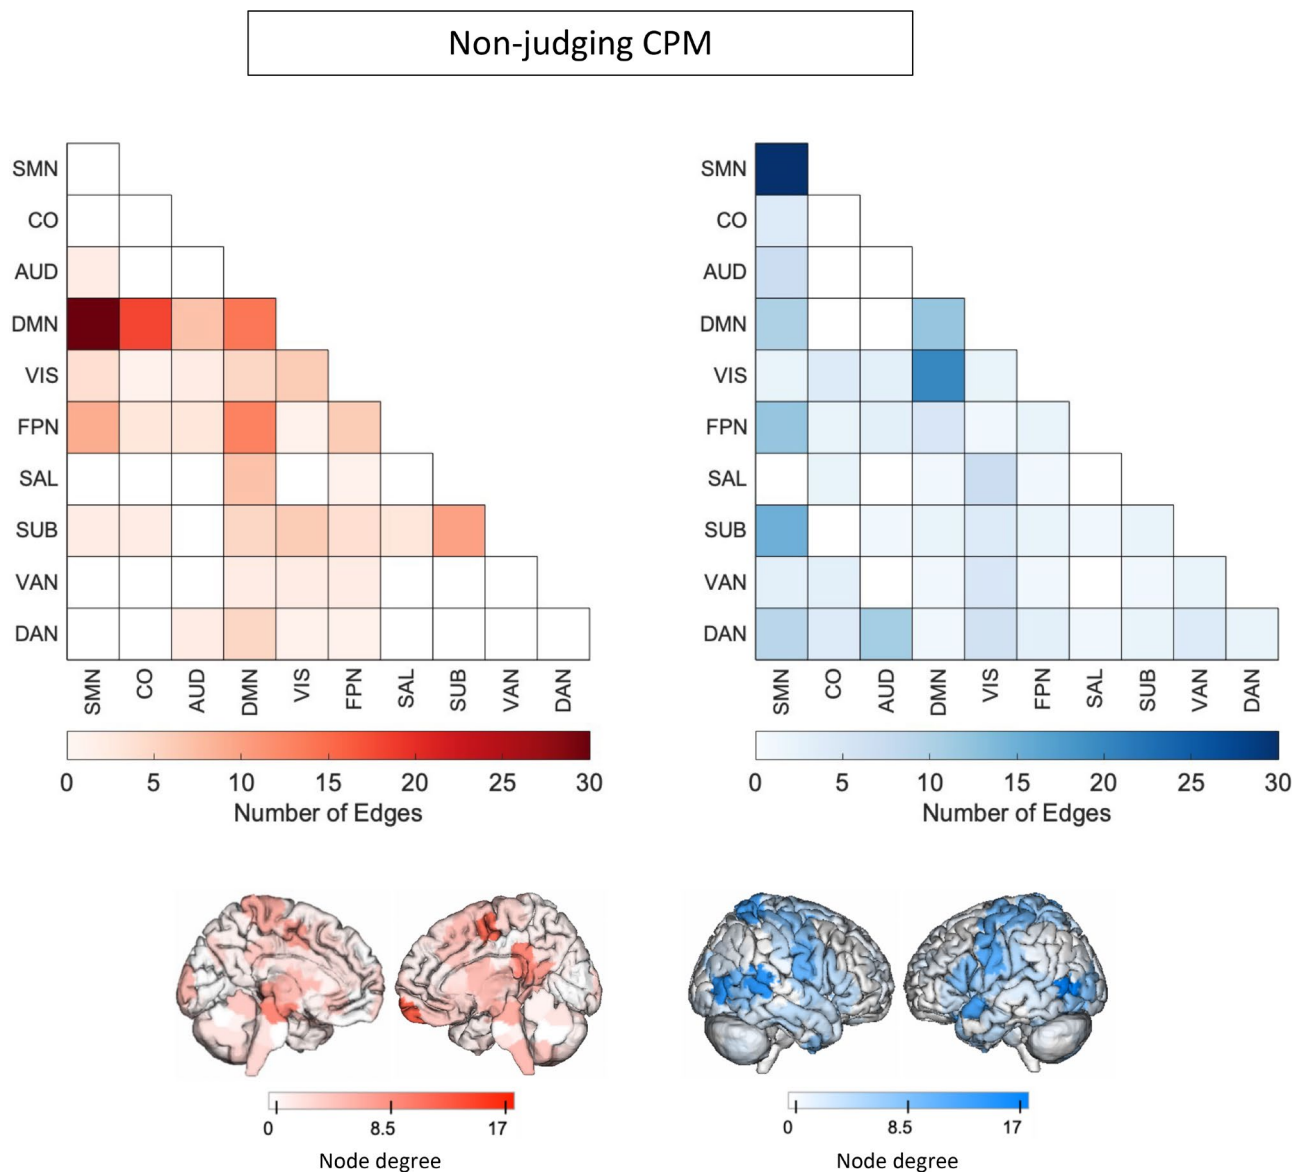 Non-judging CPM
SMN
CO
AUD
DMN
VIS
FPN
SAL
SUB
VAN
DAN
SMN CO AUD DMN VIS FPN SAL SUB VAN DAN
0 5 10 15 20 25 30
Number of Edges
SMN
CO
AUD
DMN
VIS
FPN
SAL
SUB
VAN
DAN
SMN CO AUD DMN VIS FPN SAL SUB VAN DAN
0 5 10 15 20 25 30
Number of Edges
0 8.5 17
Node degree
0 8.5 17
Node degree